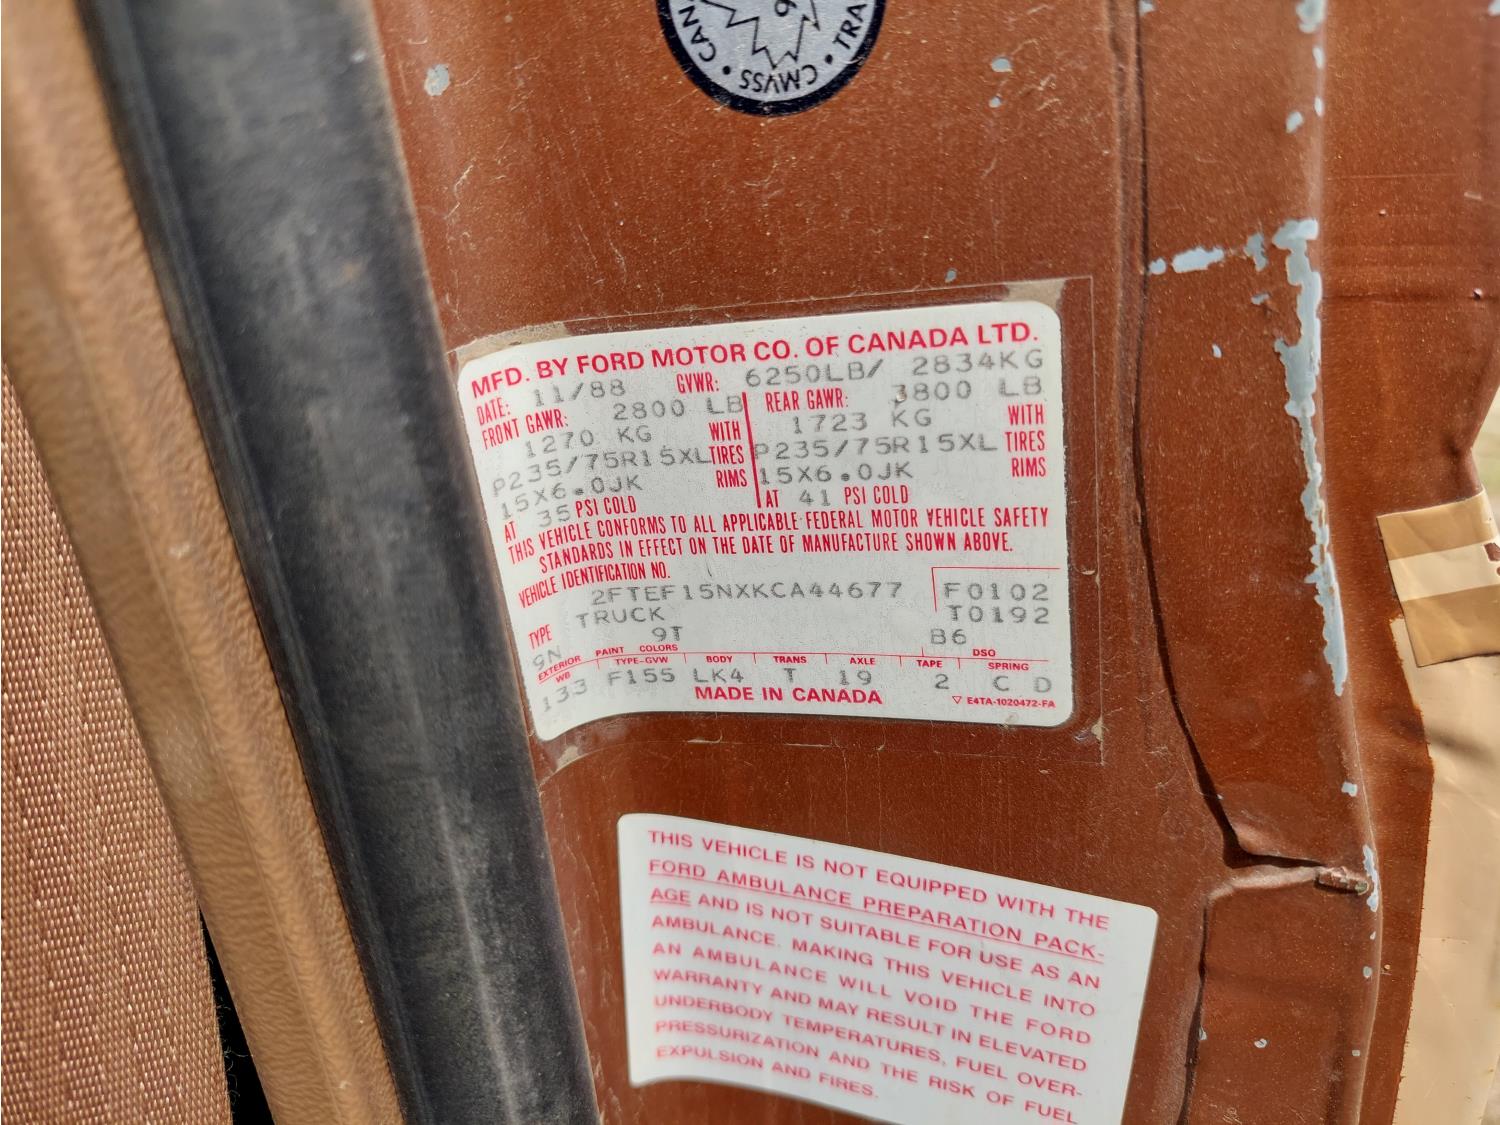 CAN. • CMVSS • TRA
MFD. BY FORD MOTOR CO. OF CANADA LTD.
DATE: 11/88 GVWR: 6250LB/ 2834KG
FRONT GAWR: 2800 LB REAR GAWR: 3800 LB
1270 KG WITH 1723 KG WITH
P235/75R15XL TIRES P235/75R15XL TIRES
15X6.0JK RIMS 15X6.0JK RIMS
AT 35 PSI COLD AT 41 PSI COLD
THIS VEHICLE CONFORMS TO ALL APPLICABLE FEDERAL MOTOR VEHICLE SAFETY
STANDARDS IN EFFECT ON THE DATE OF MANUFACTURE SHOWN ABOVE.
VEHICLE IDENTIFICATION NO.
2FTEF15NXKCA44677 F0102
TYPE TRUCK T0192
9N 9T B6
EXTERIOR PAINT COLORS DSO
WB TYPE-GVW BODY TRANS AXLE TAPE SPRING
133 F155 LK4 T 19 2 C D
MADE IN CANADA ▽ E4TA-1020472-FA
THIS VEHICLE IS NOT EQUIPPED WITH THE
FORD AMBULANCE PREPARATION PACK-
AGE AND IS NOT SUITABLE FOR USE AS AN
AMBULANCE. MAKING THIS VEHICLE INTO
AN AMBULANCE WILL VOID THE FORD
WARRANTY AND MAY RESULT IN ELEVATED
UNDERBODY TEMPERATURES, FUEL OVER-
PRESSURIZATION AND THE RISK OF FUEL
EXPULSION AND FIRES.